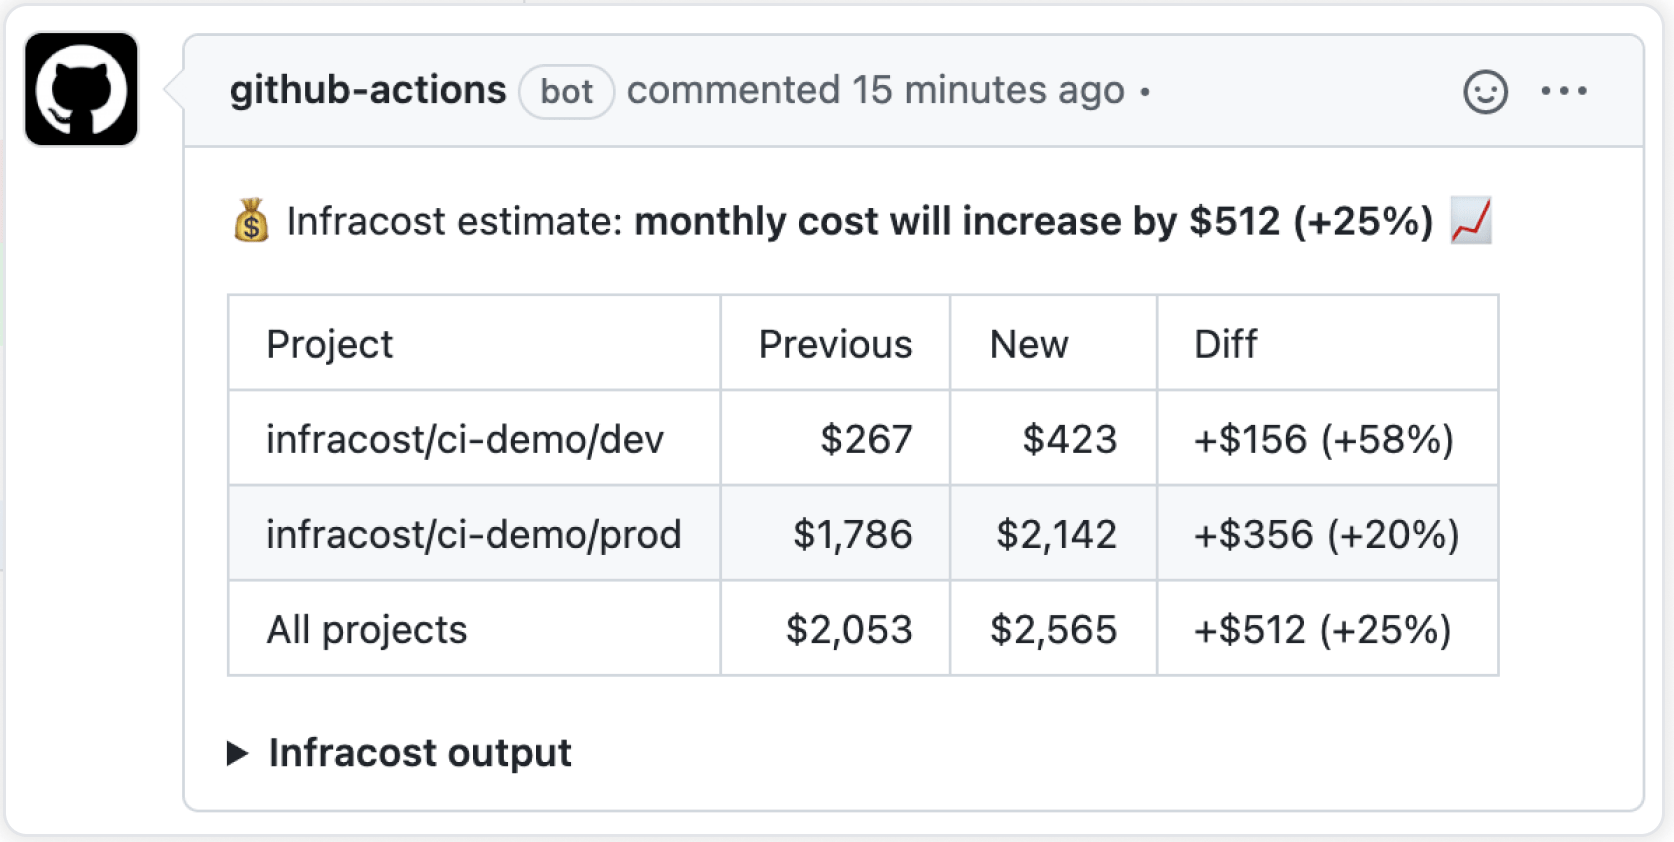 github-actions bot commented 15 minutes ago •
Infracost estimate: monthly cost will increase by $512 (+25%)
Project Previous New Diff
infracost/ci-demo/dev $267 $423 +$156 (+58%)
infracost/ci-demo/prod $1,786 $2,142 +$356 (+20%)
All projects $2,053 $2,565 +$512 (+25%)
Infracost output